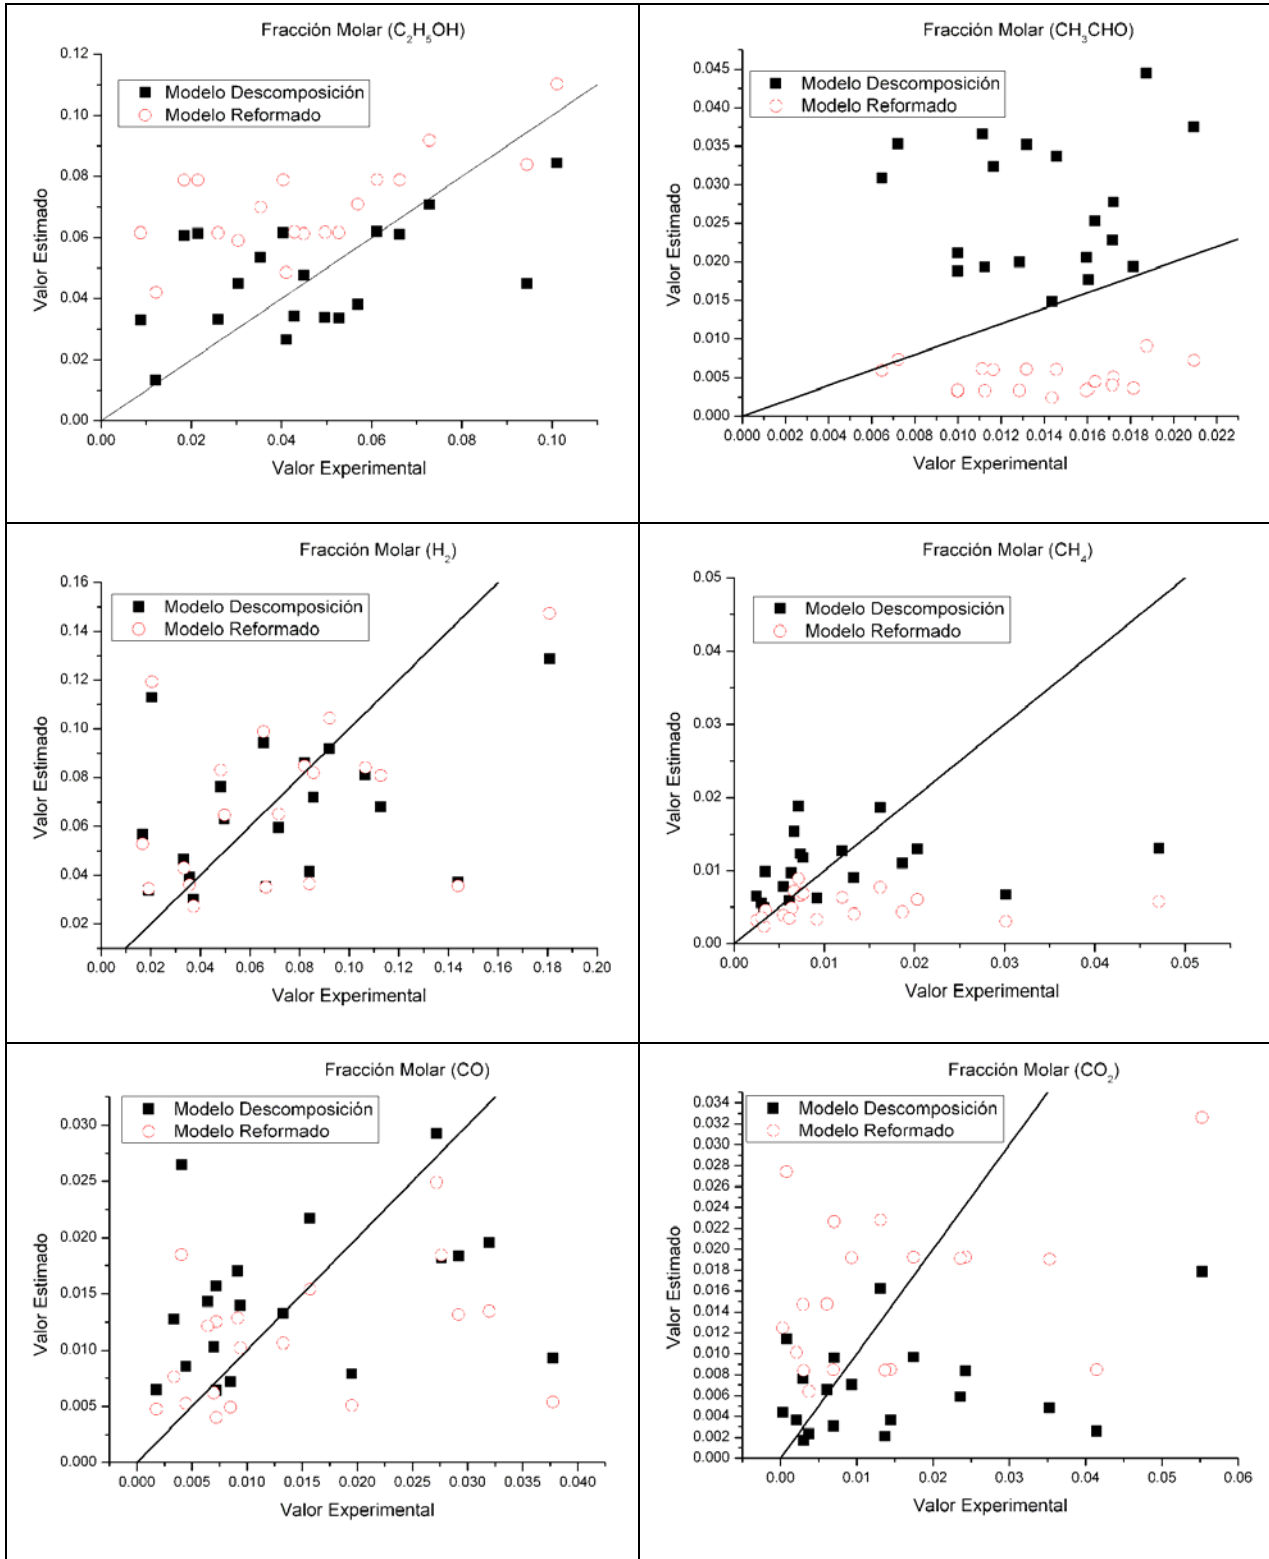 Fracción Molar (C₂H₅OH)
Modelo Descomposición
Modelo Reformado
Valor Estimado
0.12
0.10
0.08
0.06
0.04
0.02
0.00
0.00 0.02 0.04 0.06 0.08 0.10
Valor Experimental
Fracción Molar (CH₃CHO)
Modelo Descomposición
Modelo Reformado
Valor Estimado
0.045
0.040
0.035
0.030
0.025
0.020
0.015
0.010
0.005
0.000
0.000 0.002 0.004 0.006 0.008 0.010 0.012 0.014 0.016 0.018 0.020 0.022
Valor Experimental
Fracción Molar (H₂)
Modelo Descomposición
Modelo Reformado
Valor Estimado
0.16
0.14
0.12
0.10
0.08
0.06
0.04
0.02
0.00 0.02 0.04 0.06 0.08 0.10 0.12 0.14 0.16 0.18 0.20
Valor Experimental
Fracción Molar (CH₄)
Modelo Descomposición
Modelo Reformado
Valor Estimado
0.05
0.04
0.03
0.02
0.01
0.00
0.00 0.01 0.02 0.03 0.04 0.05
Valor Experimental
Fracción Molar (CO)
Modelo Descomposición
Modelo Reformado
Valor Estimado
0.030
0.025
0.020
0.015
0.010
0.005
0.000
0.000 0.005 0.010 0.015 0.020 0.025 0.030 0.035 0.040
Valor Experimental
Fracción Molar (CO₂)
Modelo Descomposición
Modelo Reformado
Valor Estimado
0.034
0.032
0.030
0.028
0.026
0.024
0.022
0.020
0.018
0.016
0.014
0.012
0.010
0.008
0.006
0.004
0.002
0.000
0.00 0.01 0.02 0.03 0.04 0.05 0.06
Valor Experimental